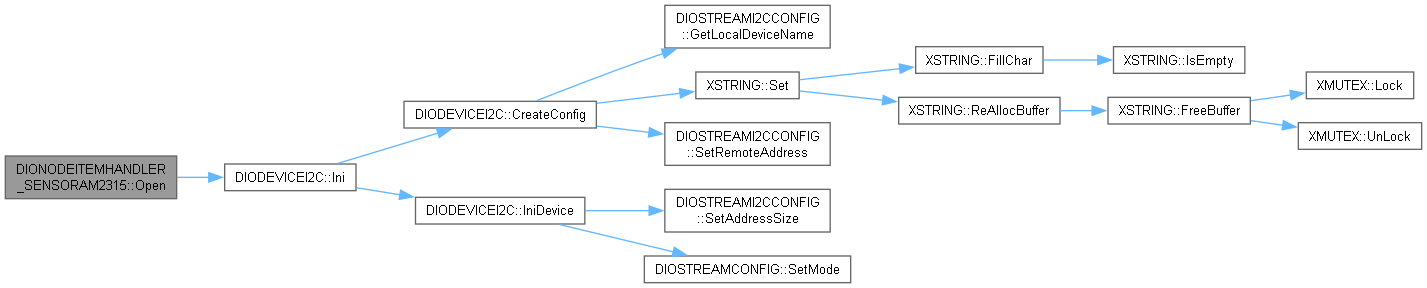 DIOSTREAMI2CCONFIG
::GetLocalDeviceName
XSTRING::FillChar
XSTRING::IsEmpty
XSTRING::Set
XMUTEX::Lock
DIODEVICEI2C::CreateConfig
XSTRING::ReAllocBuffer
XSTRING::FreeBuffer
DIOSTREAMI2CCONFIG
::SetRemoteAddress
XMUTEX::UnLock
DIONODEITEMHANDLER
_SENSORAM2315::Open
DIODEVICEI2C::Ini
DIODEVICEI2C::IniDevice
DIOSTREAMI2CCONFIG
::SetAddressSize
DIOSTREAMCONFIG::SetMode